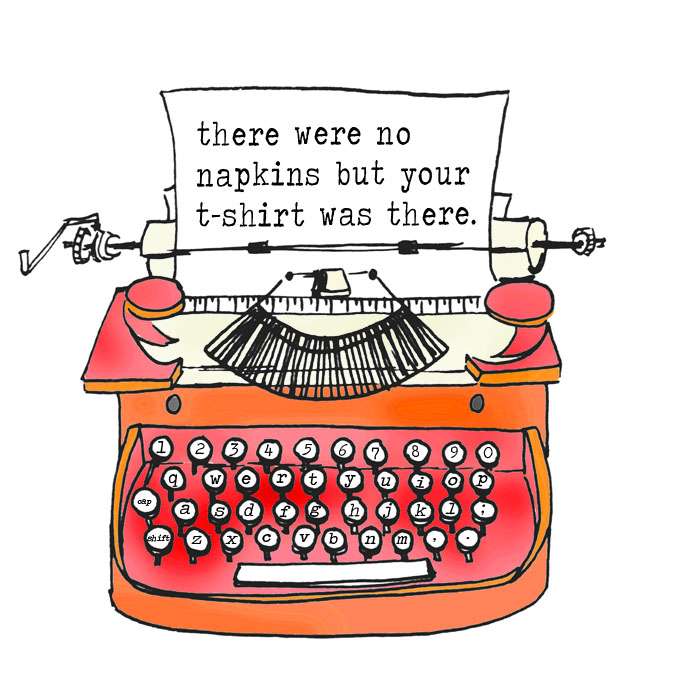 there were no
napkins but your
t-shirt was there.
1 2 3 4 5 6 7 8 9 0
q w e r t y u i o p
cap a s d f g h j k l ;
shift z x c v b n m , .